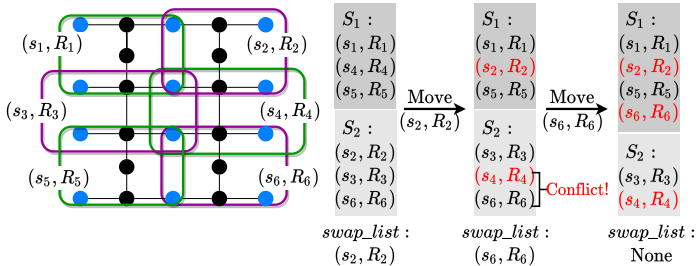 (s₁, R₁)
(s₂, R₂)
(s₃, R₃)
(s₄, R₄)
(s₅, R₅)
(s₆, R₆)
S₁ :
(s₁, R₁)
(s₄, R₄)
(s₅, R₅)
S₂ :
(s₂, R₂)
(s₃, R₃)
(s₆, R₆)
swap_list :
(s₂, R₂)
Move
(s₂, R₂)
S₁ :
(s₁, R₁)
(s₂, R₂)
(s₅, R₅)
S₂ :
(s₃, R₃)
(s₄, R₄)
(s₆, R₆)
Conflict!
swap_list :
(s₆, R₆)
Move
(s₆, R₆)
S₁ :
(s₁, R₁)
(s₂, R₂)
(s₅, R₅)
(s₆, R₆)
S₂ :
(s₃, R₃)
(s₄, R₄)
swap_list :
None